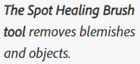 The Spot Healing Brush
tool removes blemishes
and objects.